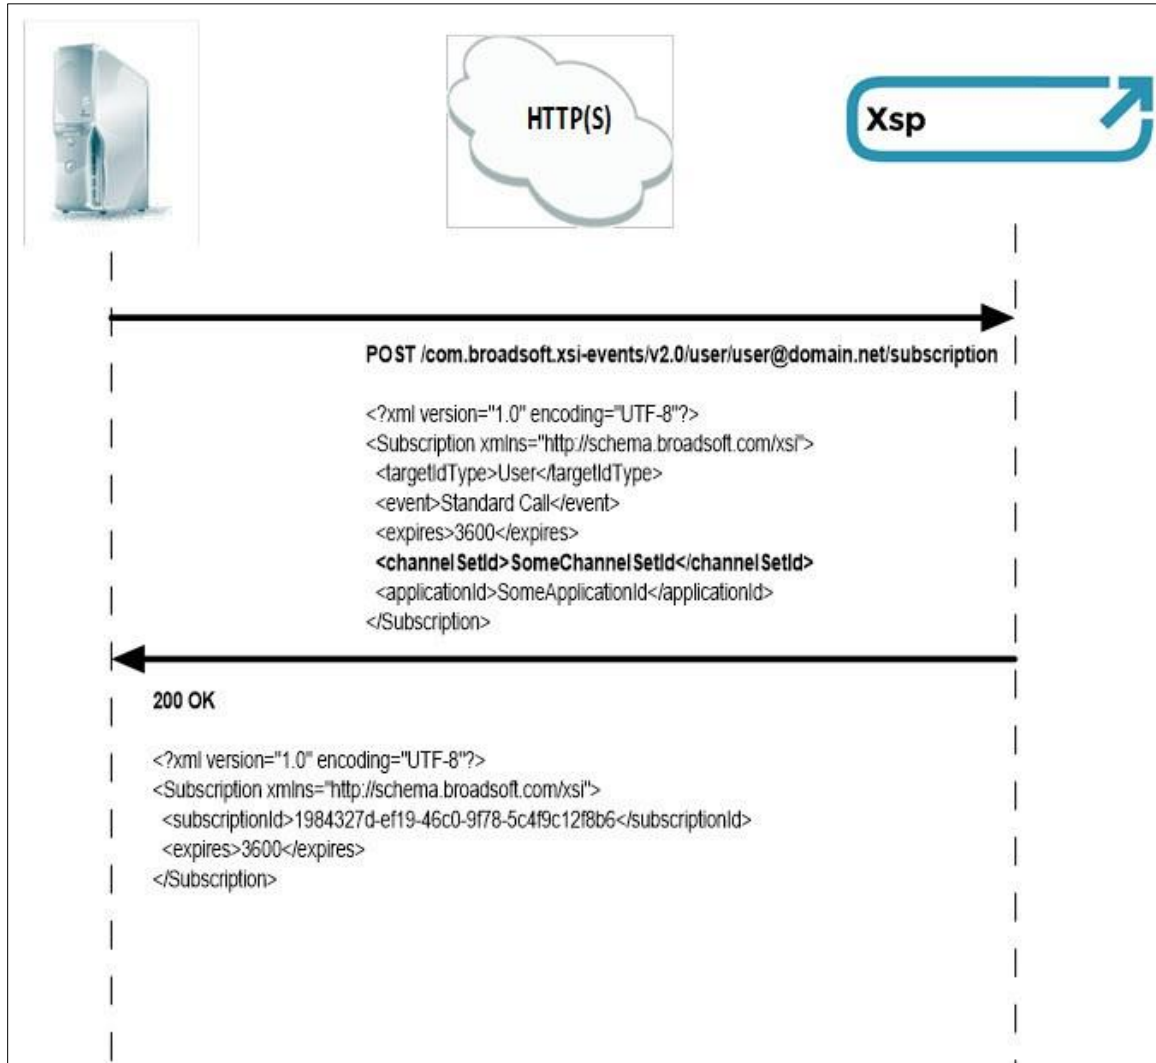 HTTP(S)
Xsp
POST /com.broadsoft.xsi-events/v2.0/user/user@domain.net/subscription
<?xml version="1.0" encoding="UTF-8"?>
<Subscription xmlns="http://schema.broadsoft.com/xsi">
<targetIdType>User</targetIdType>
<event>Standard Call</event>
<expires>3600</expires>
<channelSetId>SomeChannelSetId</channelSetId>
<applicationId>SomeApplicationId</applicationId>
</Subscription>
200 OK
<?xml version="1.0" encoding="UTF-8"?>
<Subscription xmlns="http://schema.broadsoft.com/xsi">
<subscriptionId>1984327d-ef19-46c0-9f78-5c4f9c12f8b6</subscriptionId>
<expires>3600</expires>
</Subscription>